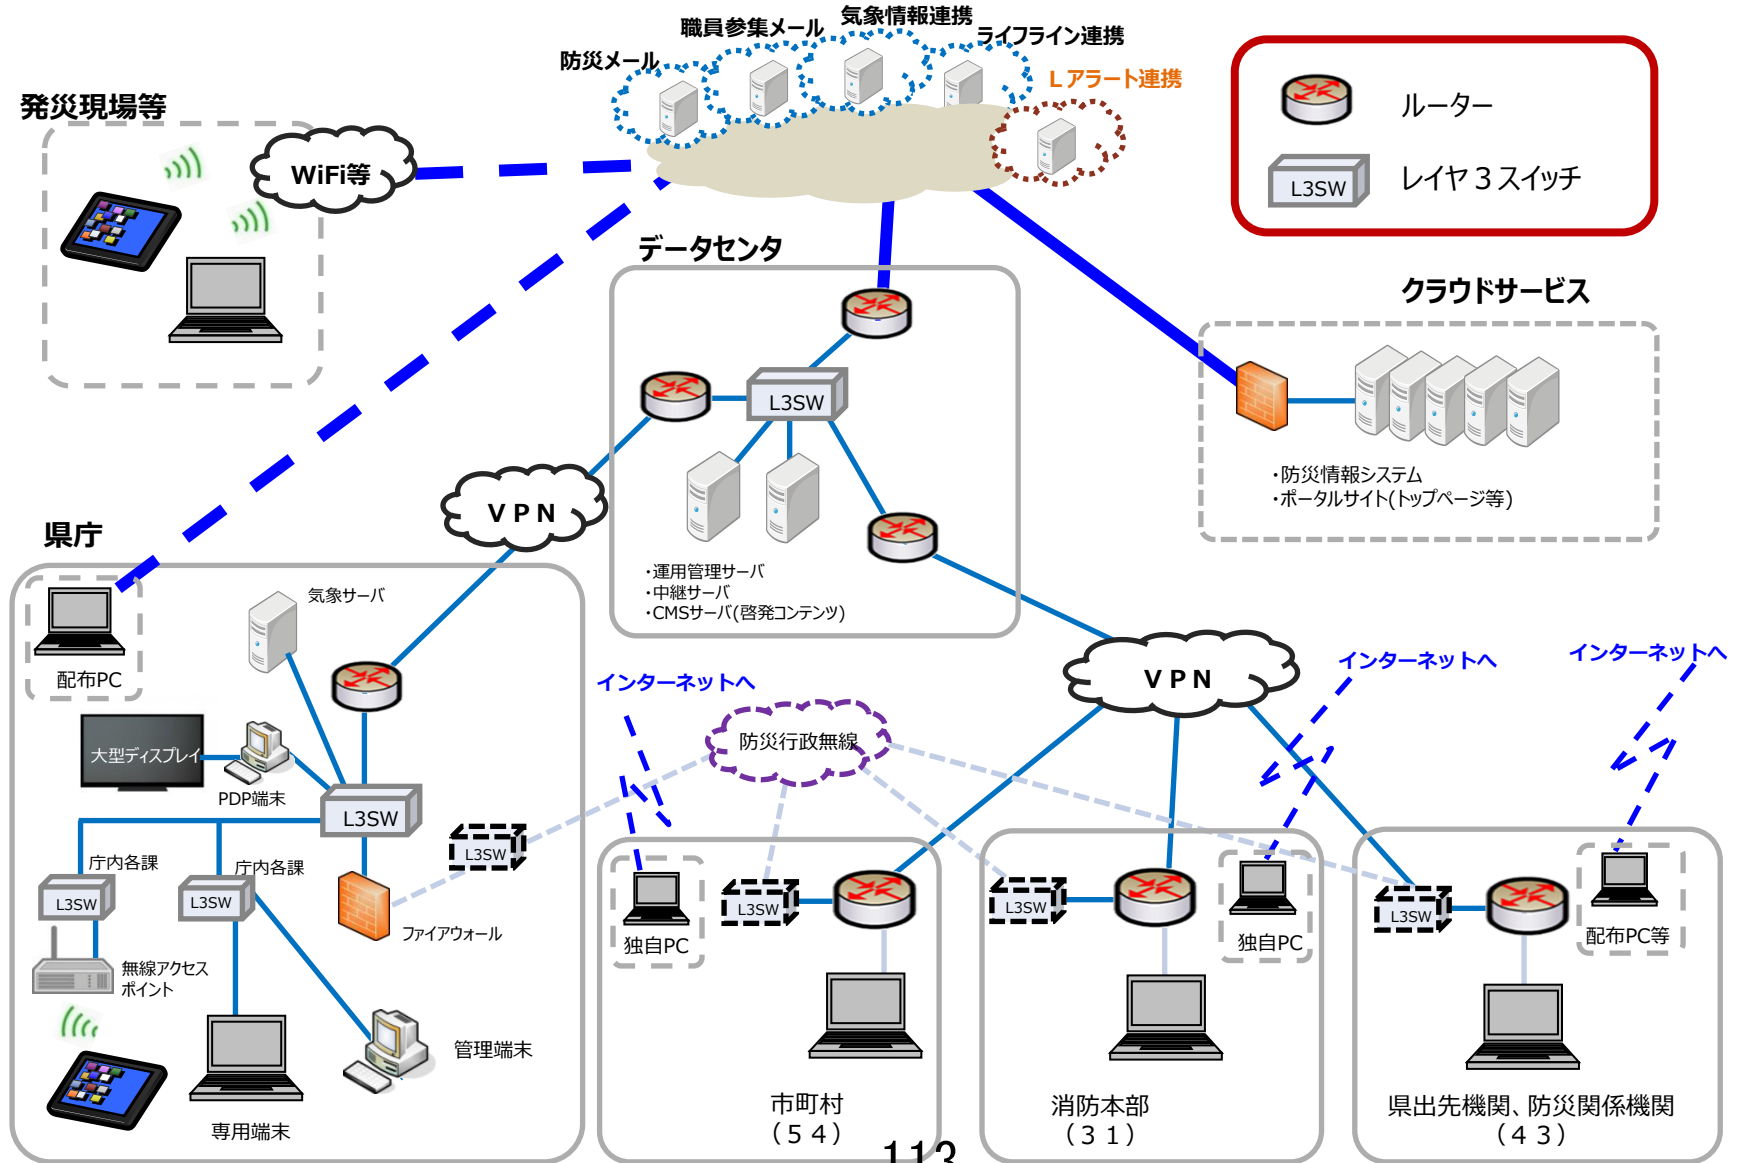 防災メール
職員参集メール
気象情報連携
ライフライン連携
Lアラート連携
発災現場等
WiFi等
ルーター
L3SW
レイヤ3スイッチ
データセンタ
L3SW
・運用管理サーバ
・中継サーバ
・CMSサーバ(啓発コンテンツ)
クラウドサービス
・防災情報システム
・ポータルサイト(トップページ等)
VPN
県庁
配布PC
気象サーバ
大型ディスプレイ
PDP端末
L3SW
庁内各課
L3SW
庁内各課
L3SW
ファイアウォール
無線アクセス
ポイント
専用端末
管理端末
L3SW
防災行政無線
VPN
インターネットへ
インターネットへ
インターネットへ
独自PC
L3SW
市町村
(54)
L3SW
独自PC
消防本部
(31)
L3SW
配布PC等
県出先機関、防災関係機関
(43)
113